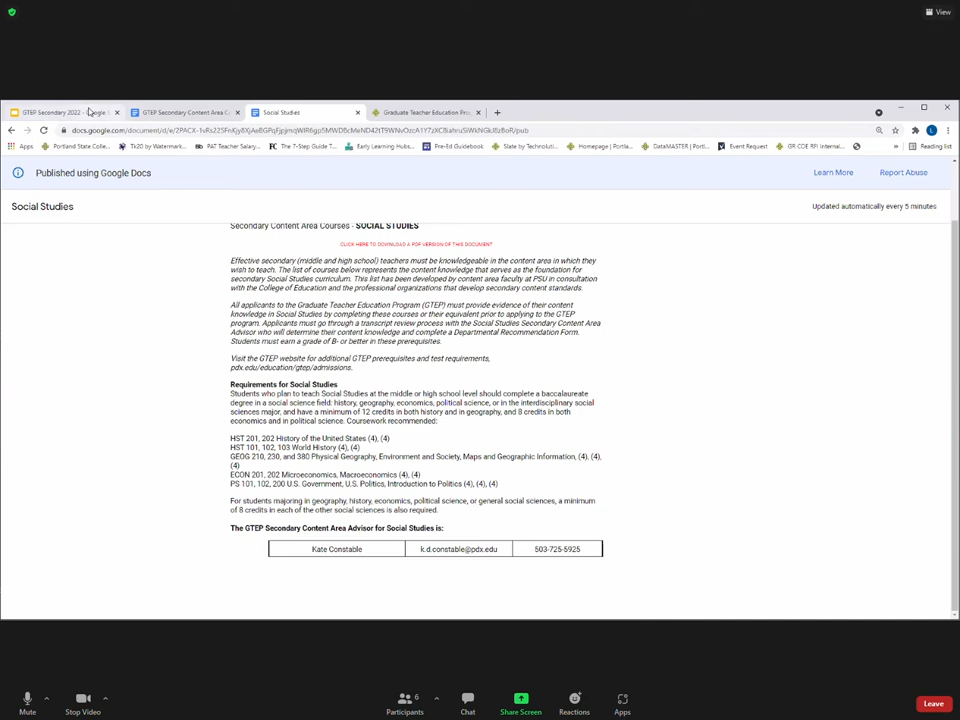 View
GTEP Secondary 2022 - Google S
GTEP Secondary Content Area C
Social Studies
Graduate Teacher Education Prog
Apps
Portland State Colle...
Tk20 by Watermark...
PAT Teacher Salary...
The 7-Step Guide T...
Early Learning Hubs...
Pre-Ed Guidebook
Slate by Technoluti...
Homepage | Portla...
DataMASTER | Portl...
Event Request
GR COE RFI Internal...
Reading list
Published using Google Docs
Learn More
Report Abuse
Social Studies
Updated automatically every 5 minutes
Secondary Content Area Courses - SOCIAL STUDIES
CLICK HERE TO DOWNLOAD A PDF VERSION OF THIS DOCUMENT
Effective secondary (middle and high school) teachers must be knowledgeable in the content area in which they
wish to teach. The list of courses below represents the content knowledge that serves as the foundation for
secondary Social Studies curriculum. This list has been developed by content area faculty at PSU in consultation
with the College of Education and the professional organizations that develop secondary content standards.
All applicants to the Graduate Teacher Education Program (GTEP) must provide evidence of their content
knowledge in Social Studies by completing these courses or their equivalent prior to applying to the GTEP
program. Applicants must go through a transcript review process with the Social Studies Secondary Content Area
Advisor who will determine their content knowledge and complete a Departmental Recommendation Form.
Students must earn a grade of B- or better in these prerequisites.
Visit the GTEP website for additional GTEP prerequisites and test requirements,
pdx.edu/education/gtep/admissions.
Requirements for Social Studies
Students who plan to teach Social Studies at the middle or high school level should complete a baccalaureate
degree in a social science field: history, geography, economics, political science, or in the interdisciplinary social
sciences major, and have a minimum of 12 credits in both history and in geography, and 8 credits in both
economics and in political science. Coursework recommended:
HST 201, 202 History of the United States (4), (4)
HST 101, 102, 103 World History (4), (4)
GEOG 210, 230, and 380 Physical Geography, Environment and Society, Maps and Geographic Information, (4), (4),
(4)
ECON 201, 202 Microeconomics, Macroeconomics (4), (4)
PS 101, 102, 200 U.S. Government, U.S. Politics, Introduction to Politics (4), (4), (4)
For students majoring in geography, history, economics, political science, or general social sciences, a minimum
of 8 credits in each of the other social sciences is also required.
The GTEP Secondary Content Area Advisor for Social Studies is:
Kate Constable k.d.constable@pdx.edu 503-725-5925
Mute
Stop Video
6
Participants
Chat
Share Screen
Reactions
Apps
Leave